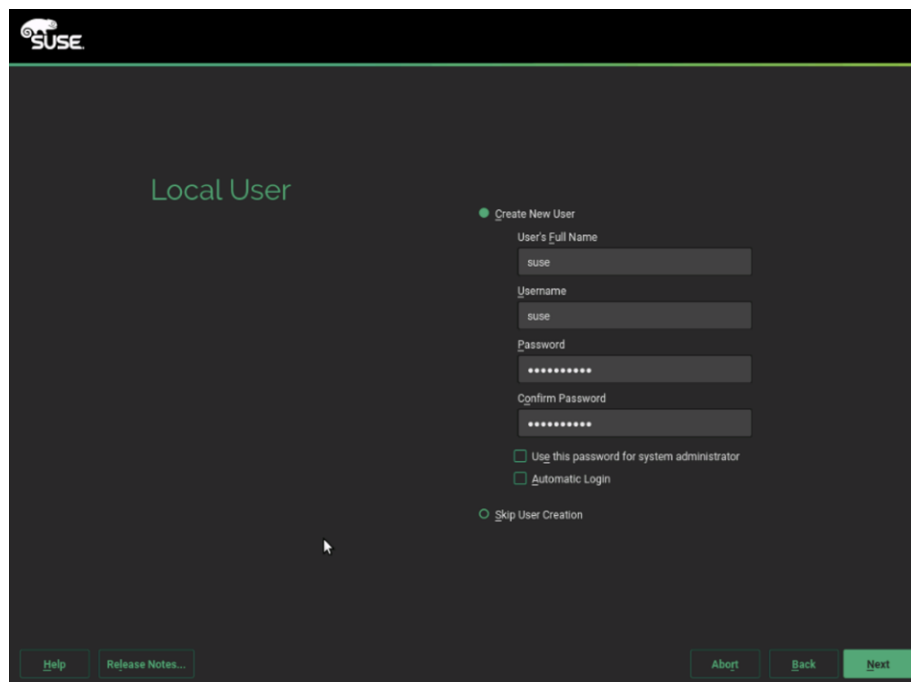 SUSE.
Local User
Create New User
User's Full Name
suse
Username
suse
Password
••••••••••
Confirm Password
••••••••••
Use this password for system administrator
Automatic Login
Skip User Creation
Help Release Notes... Abort Back Next